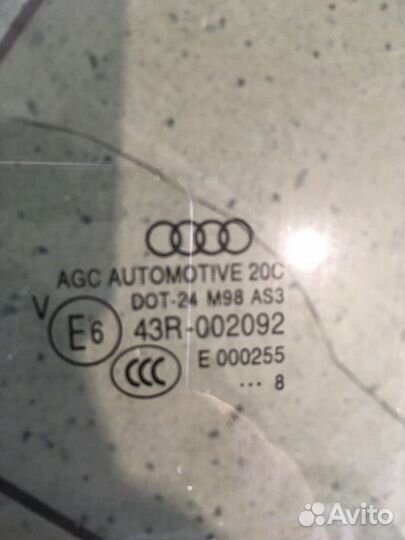 AGC AUTOMOTIVE 20C
DOT-24 M98 AS3
V
E6 43R-002092
CCC E 000255
... 8
Avito